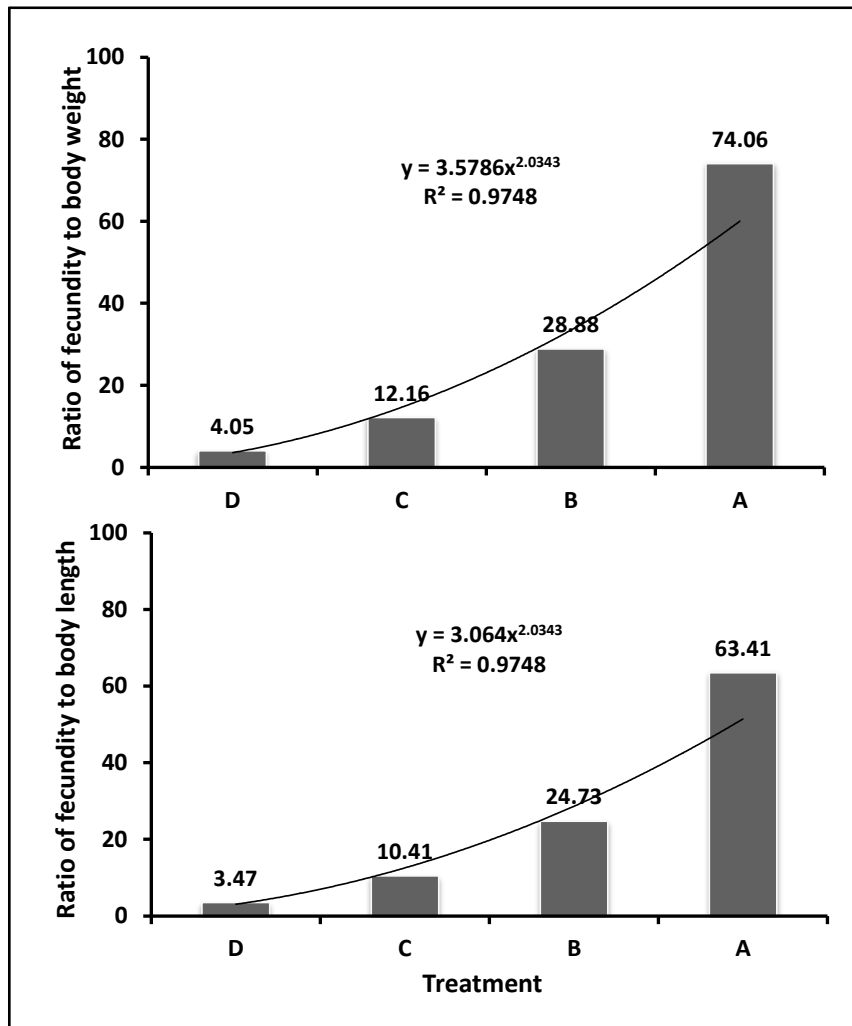 Ratio of fecundity to body weight
100
80
60
40
20
0
y = 3.5786x^2.0343
R² = 0.9748
4.05
12.16
28.88
74.06
D
C
B
A
Ratio of fecundity to body length
100
80
60
40
20
0
y = 3.064x^2.0343
R² = 0.9748
3.47
10.41
24.73
63.41
D
C
B
A
Treatment